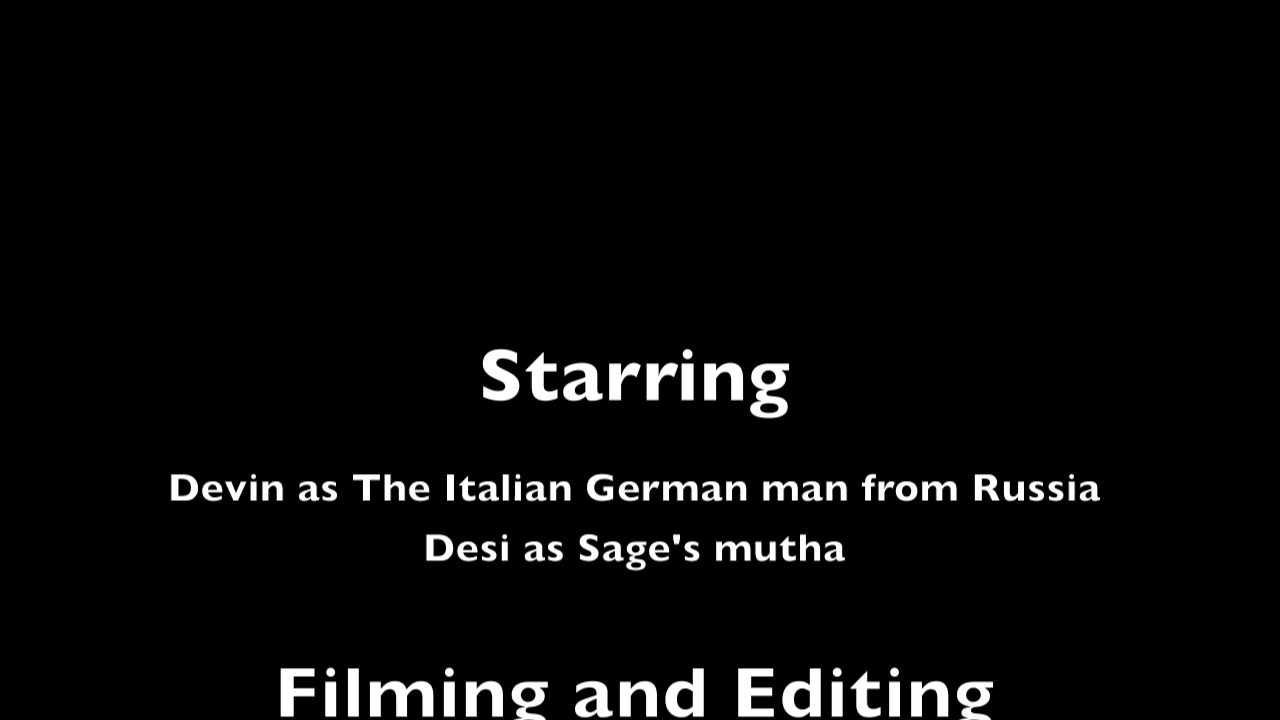 Starring
Devin as The Italian German man from Russia
Desi as Sage's mutha
Filming and Editing